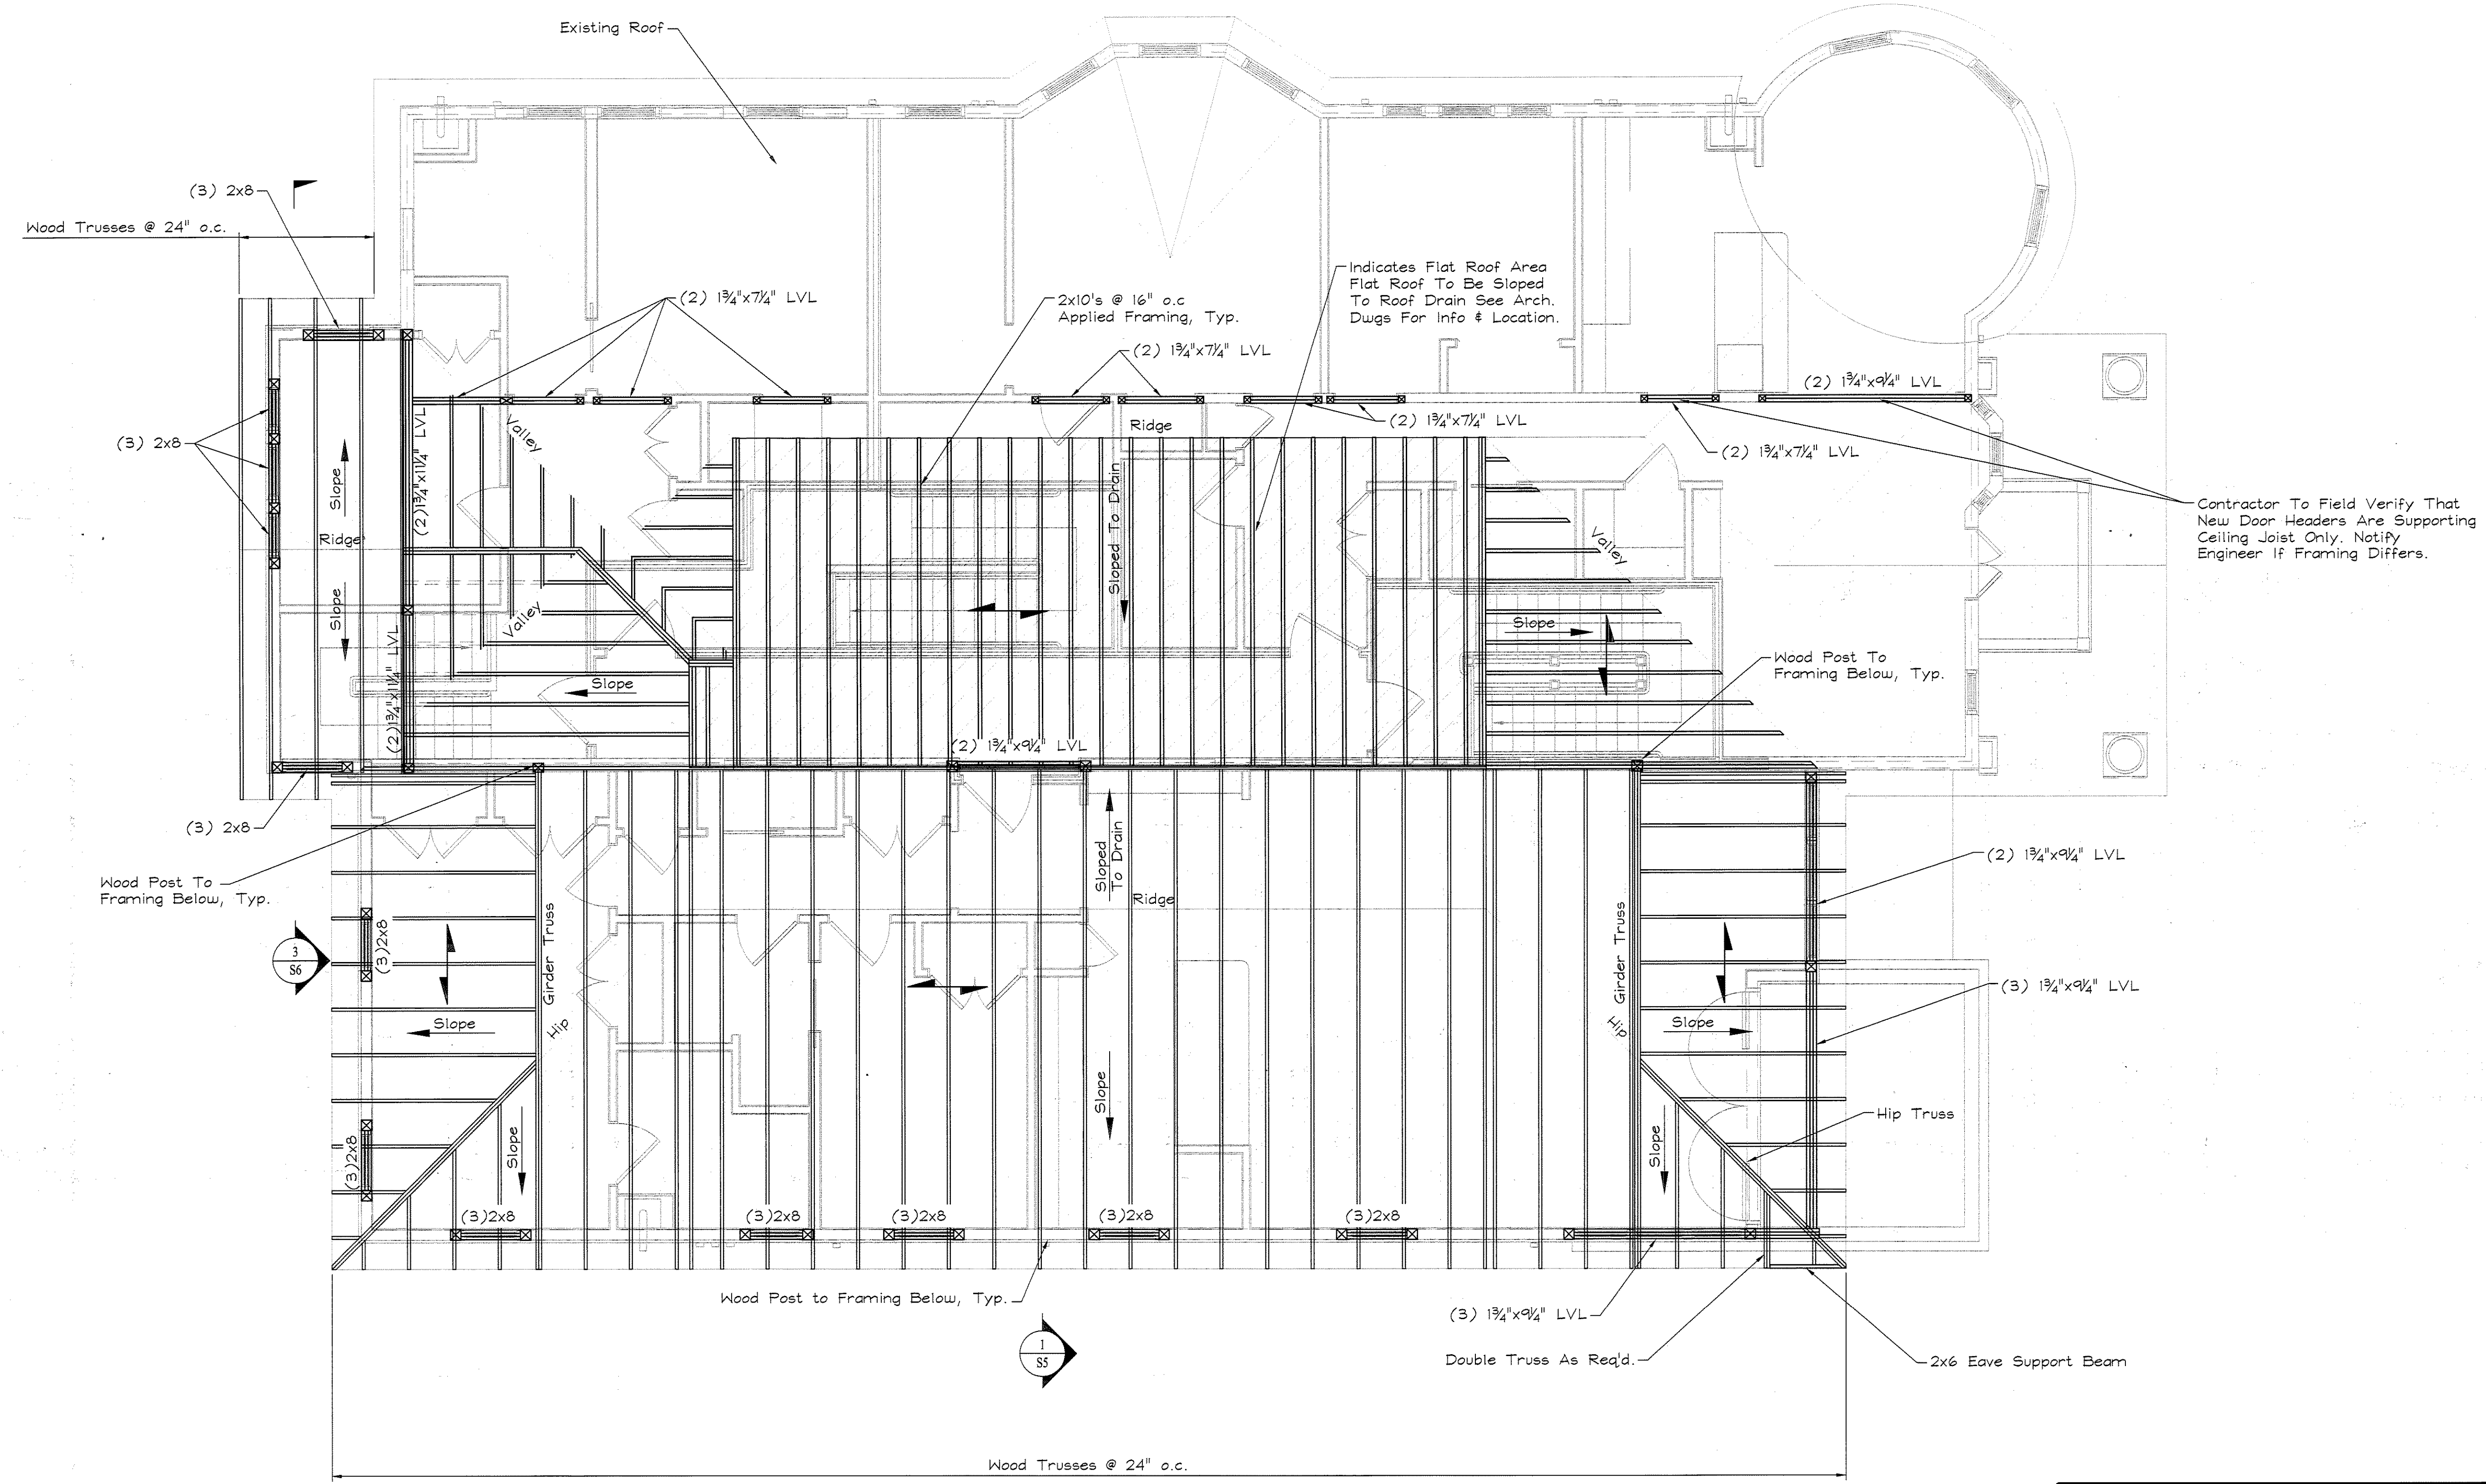 Existing Roof
(3) 2x8
Wood Trusses @ 24" o.c.
(2) 1¾"x7¼" LVL
2x10's @ 16" o.c
Applied Framing, Typ.
Indicates Flat Roof Area
Flat Roof To Be Sloped
To Roof Drain See Arch.
Dwgs For Info & Location.
(2) 1¾"x7¼" LVL
(2) 1¾"x9¼" LVL
(2) 1¾"x7¼" LVL
(2) 1¾"x7¼" LVL
(3) 2x8
Slope
Ridge
Slope
(2)1¾"x11¼" LVL
(2)1¾"x11¼" LVL
Valley
Valley
Slope
Ridge
Sloped To Drain
Valley
Slope
Contractor To Field Verify That
New Door Headers Are Supporting
Ceiling Joist Only. Notify
Engineer If Framing Differs.
Wood Post To
Framing Below, Typ.
(2) 1¾"x9¼" LVL
(3) 2x8
Wood Post To
Framing Below, Typ.
Sloped
To Drain
Ridge
(2) 1¾"x9¼" LVL
(3) 1¾"x9¼" LVL
3
S6
(3)2x8
Girder Truss
Hip
Slope
Girder Truss
Hip
Slope
Slope
Slope
Slope
Hip Truss
(3)2x8
(3)2x8
(3)2x8
(3)2x8
(3)2x8
(3)2x8
Wood Post to Framing Below, Typ.
(3) 1¾"x9¼" LVL
1
S5
Double Truss As Req'd.
2x6 Eave Support Beam
Wood Trusses @ 24" o.c.